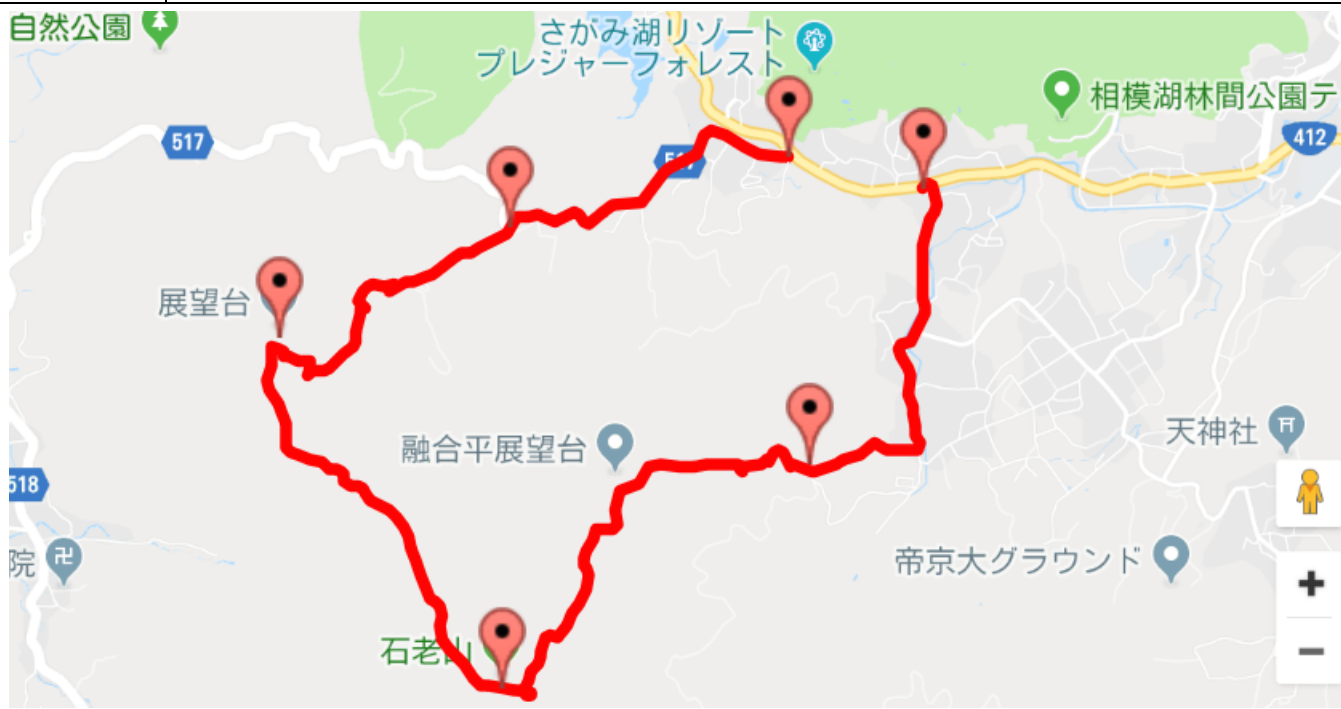 自然公園
さがみ湖リゾート
プレジャーフォレスト
相模湖林間公園テ
517
412
展望台
融合平展望台
天神社
518
院
帝京大グラウンド
石老山
+
−